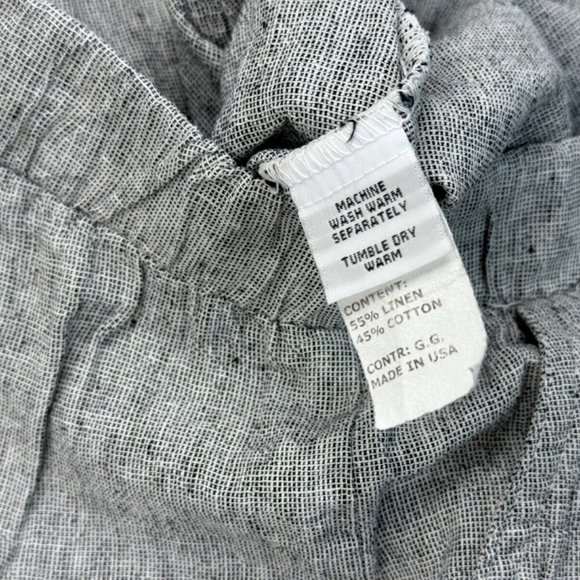 MACHINE
WASH WARM
SEPARATELY
TUMBLE DRY
WARM
CONTENT:
55% LINEN
45% COTTON
CONTR: G.G.
MADE IN USA